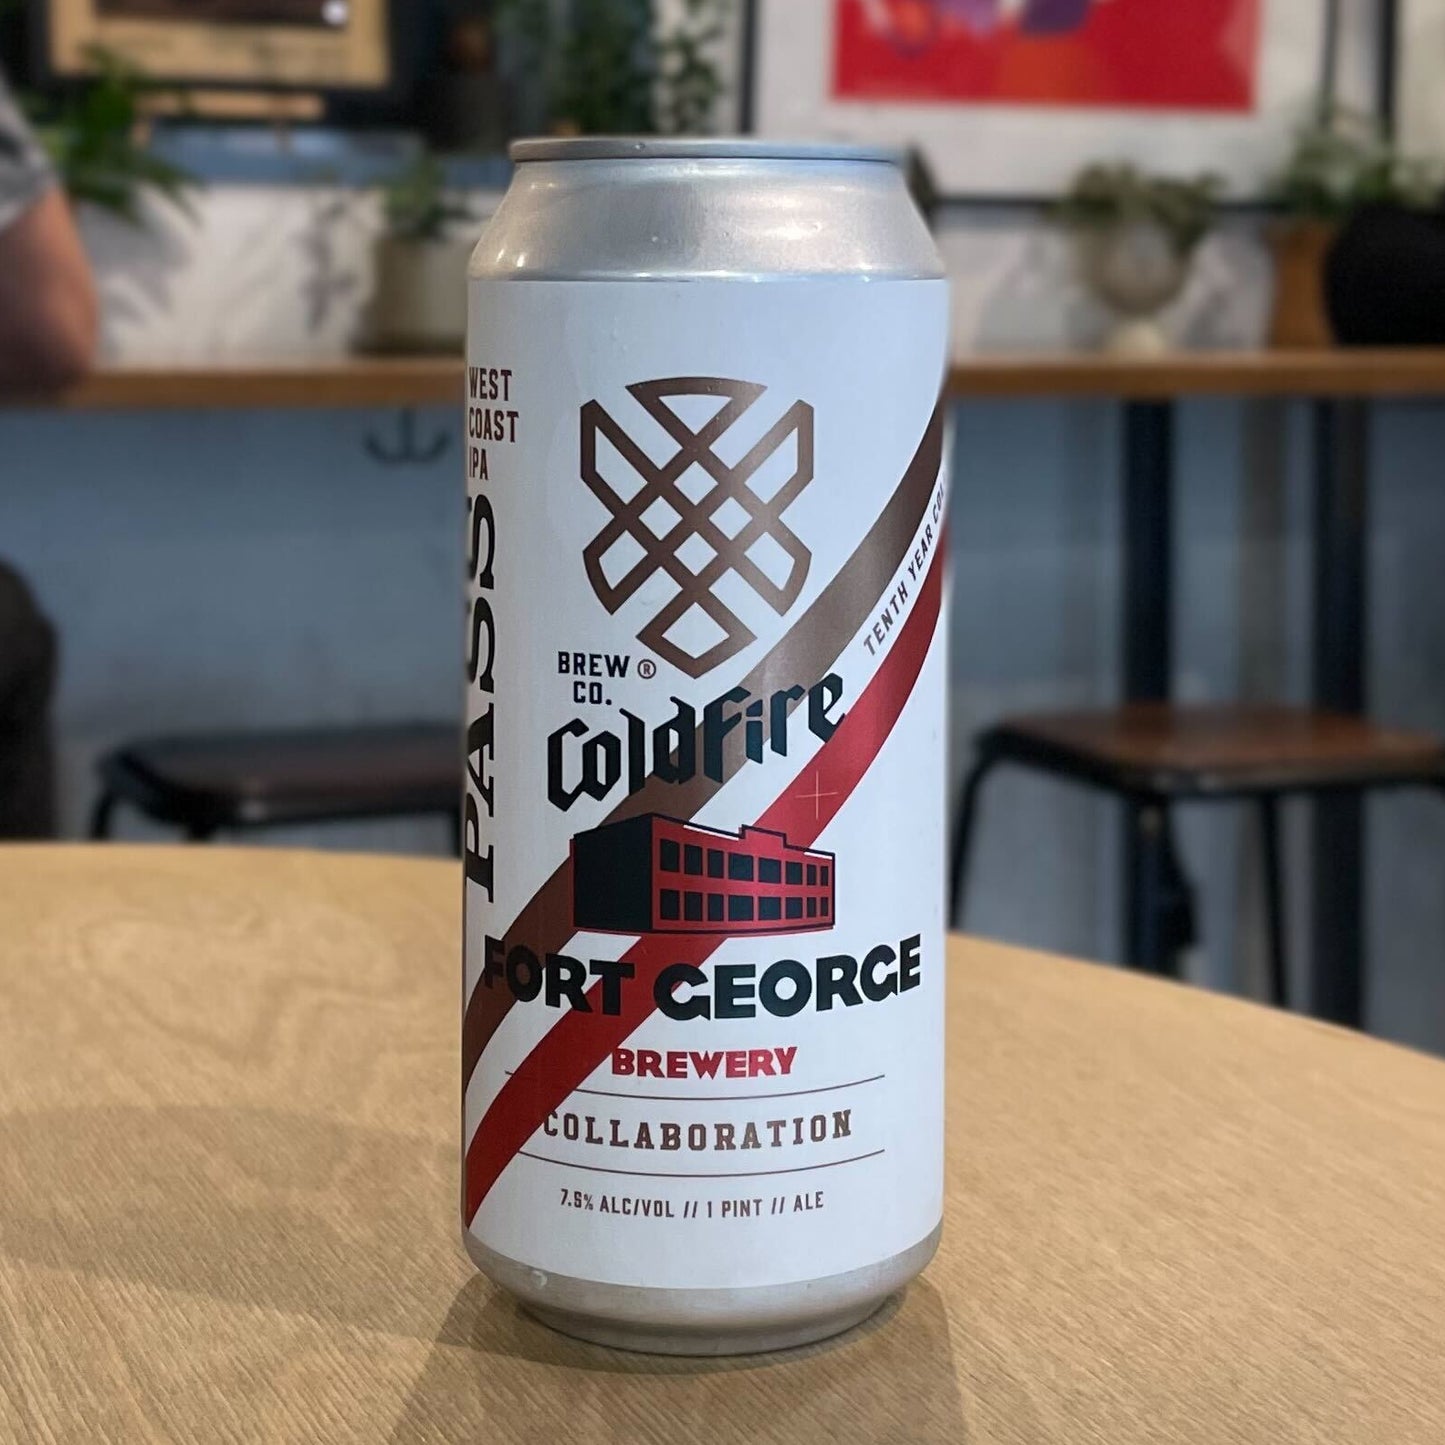 WEST
COAST
IPA
PASS
TENTH YEAR
BREW ®
CO.
Coldfire
FORT GEORGE
BREWERY
COLLABORATION
7.5% ALC/VOL // 1 PINT // ALE